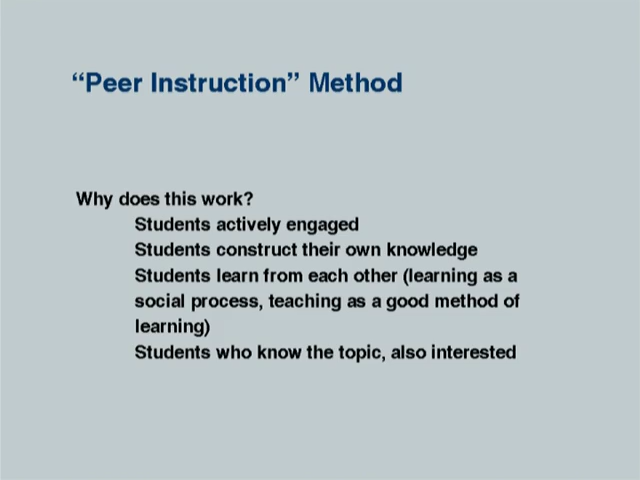 “Peer Instruction” Method
Why does this work?
Students actively engaged
Students construct their own knowledge
Students learn from each other (learning as a
social process, teaching as a good method of
learning)
Students who know the topic, also interested